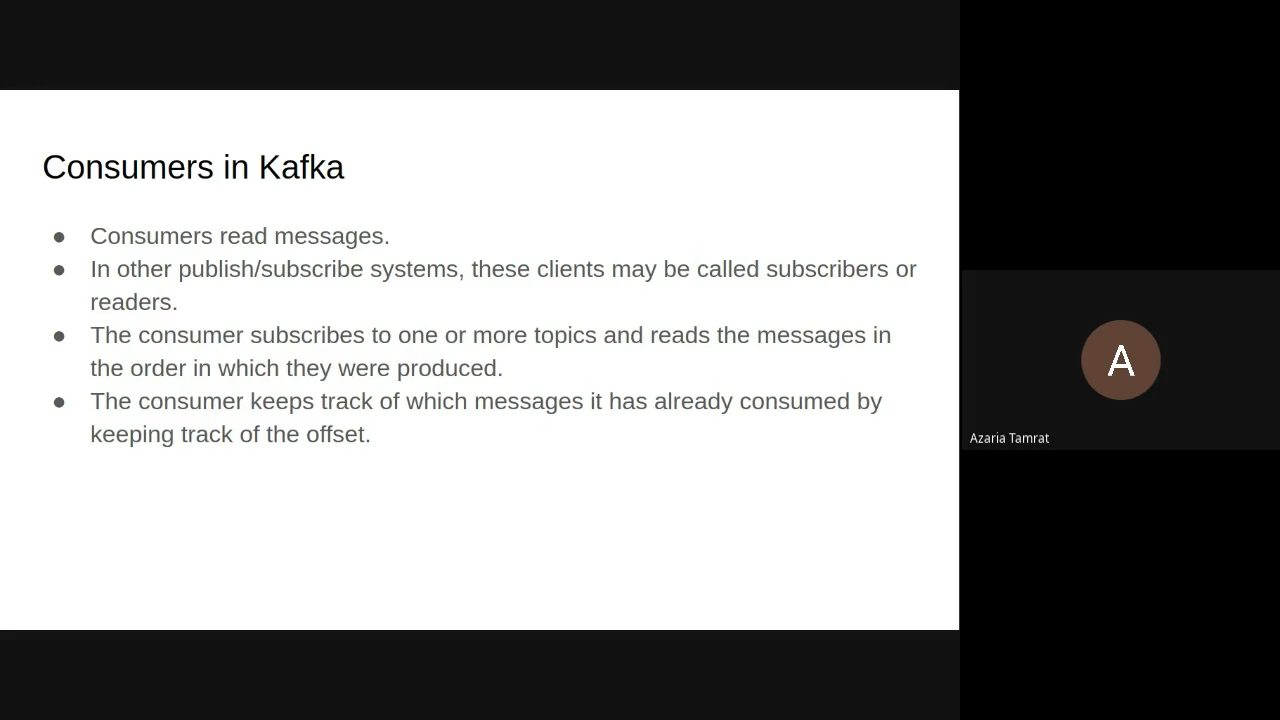 Consumers in Kafka
● Consumers read messages.
● In other publish/subscribe systems, these clients may be called subscribers or
readers.
● The consumer subscribes to one or more topics and reads the messages in
the order in which they were produced.
● The consumer keeps track of which messages it has already consumed by
keeping track of the offset.
A
Azaria Tamrat